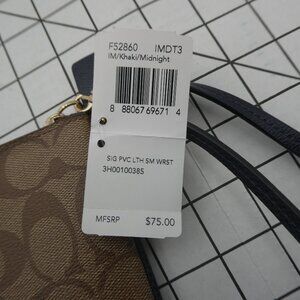 F52860 IMDT3
IM/Khaki/Midnight
8 88067 69671 4
SIG PVC LTH SM WRST
3H00100385
MFSRP $75.00